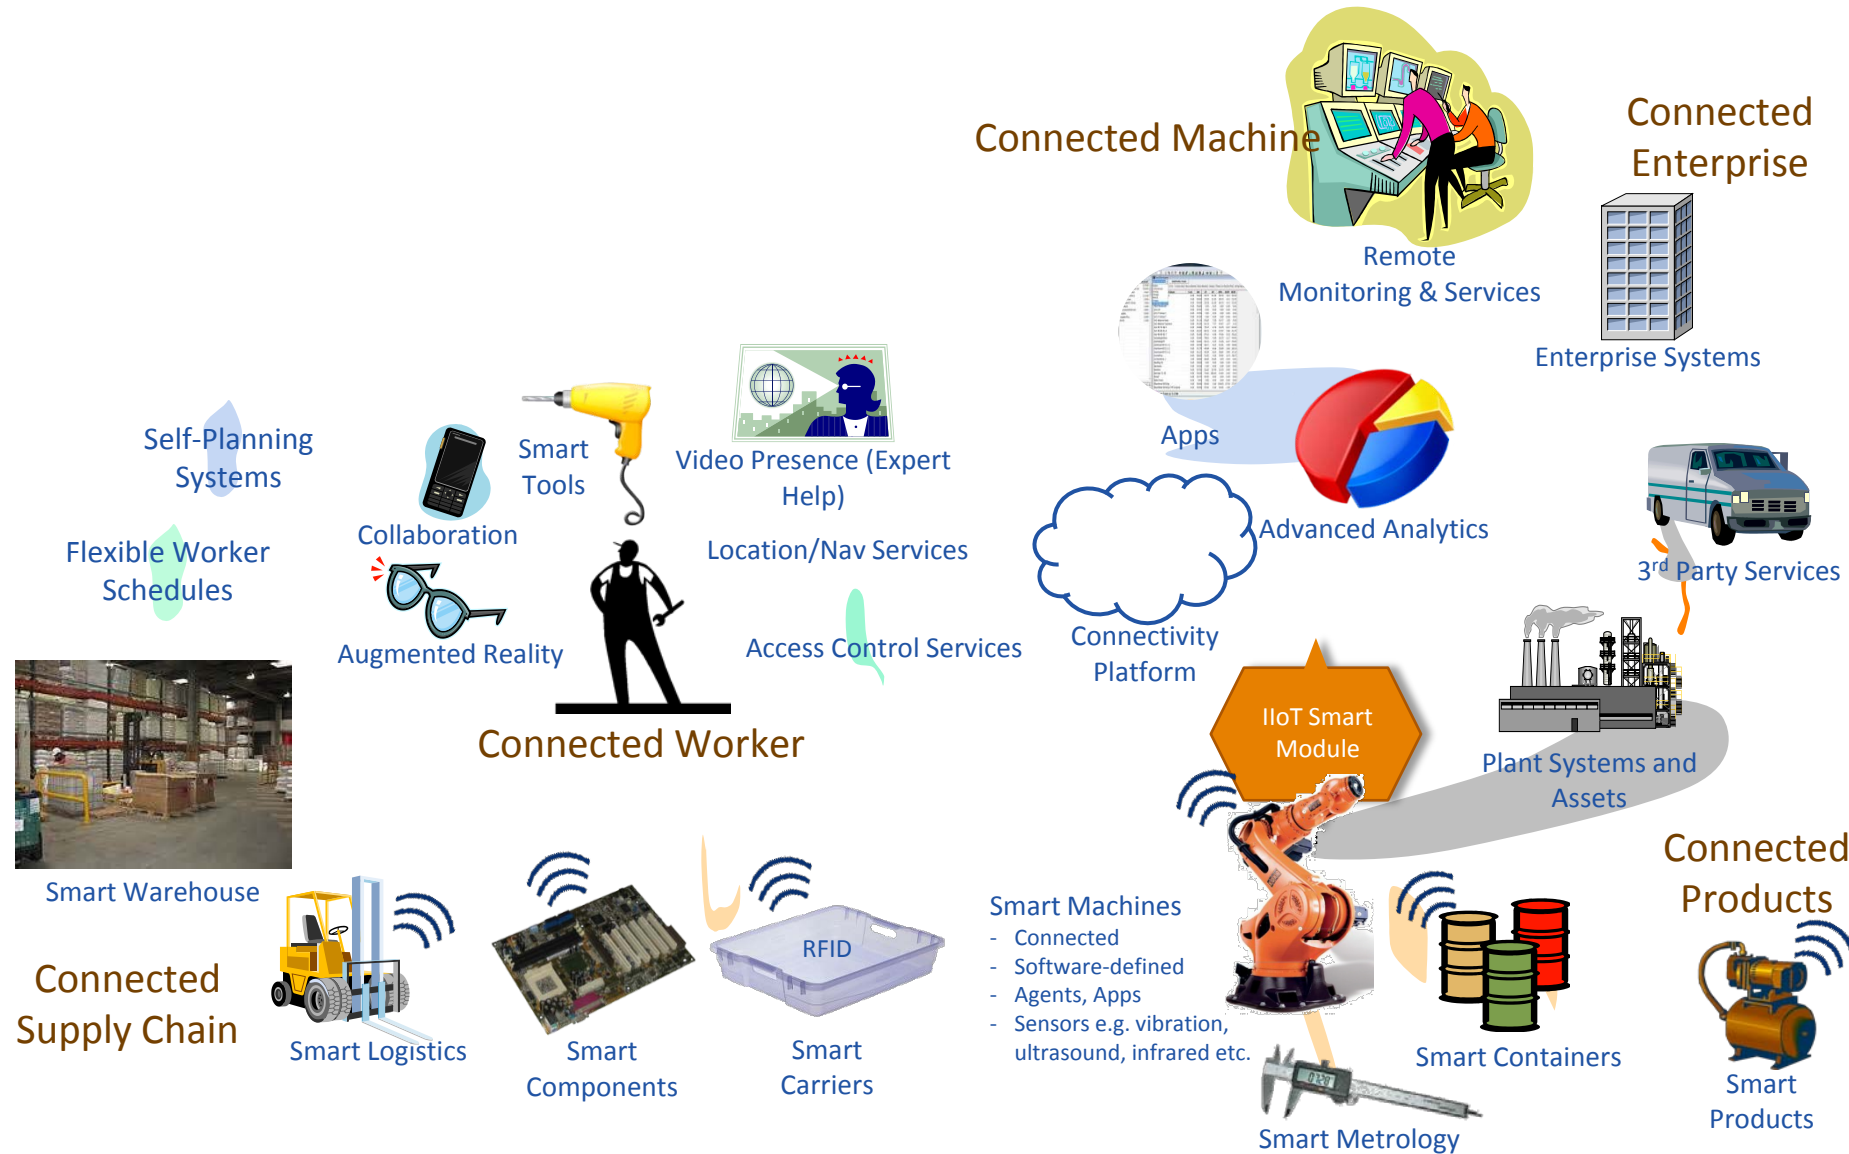 Connected Machine
Connected
Enterprise
Remote
Monitoring & Services
Enterprise Systems
Apps
Advanced Analytics
Self-Planning
Systems
Smart
Tools
Collaboration
Video Presence (Expert
Help)
Flexible Worker
Schedules
Location/Nav Services
3rd Party Services
Augmented Reality
Access Control Services
Connectivity
Platform
Connected Worker
IIoT Smart
Module
Plant Systems and
Assets
Smart Warehouse
Connected
Supply Chain
Smart Logistics
Smart
Components
RFID
Smart
Carriers
Smart Machines
- Connected
- Software-defined
- Agents, Apps
- Sensors e.g. vibration,
ultrasound, infrared etc.
Smart Metrology
Smart Containers
Connected
Products
Smart
Products